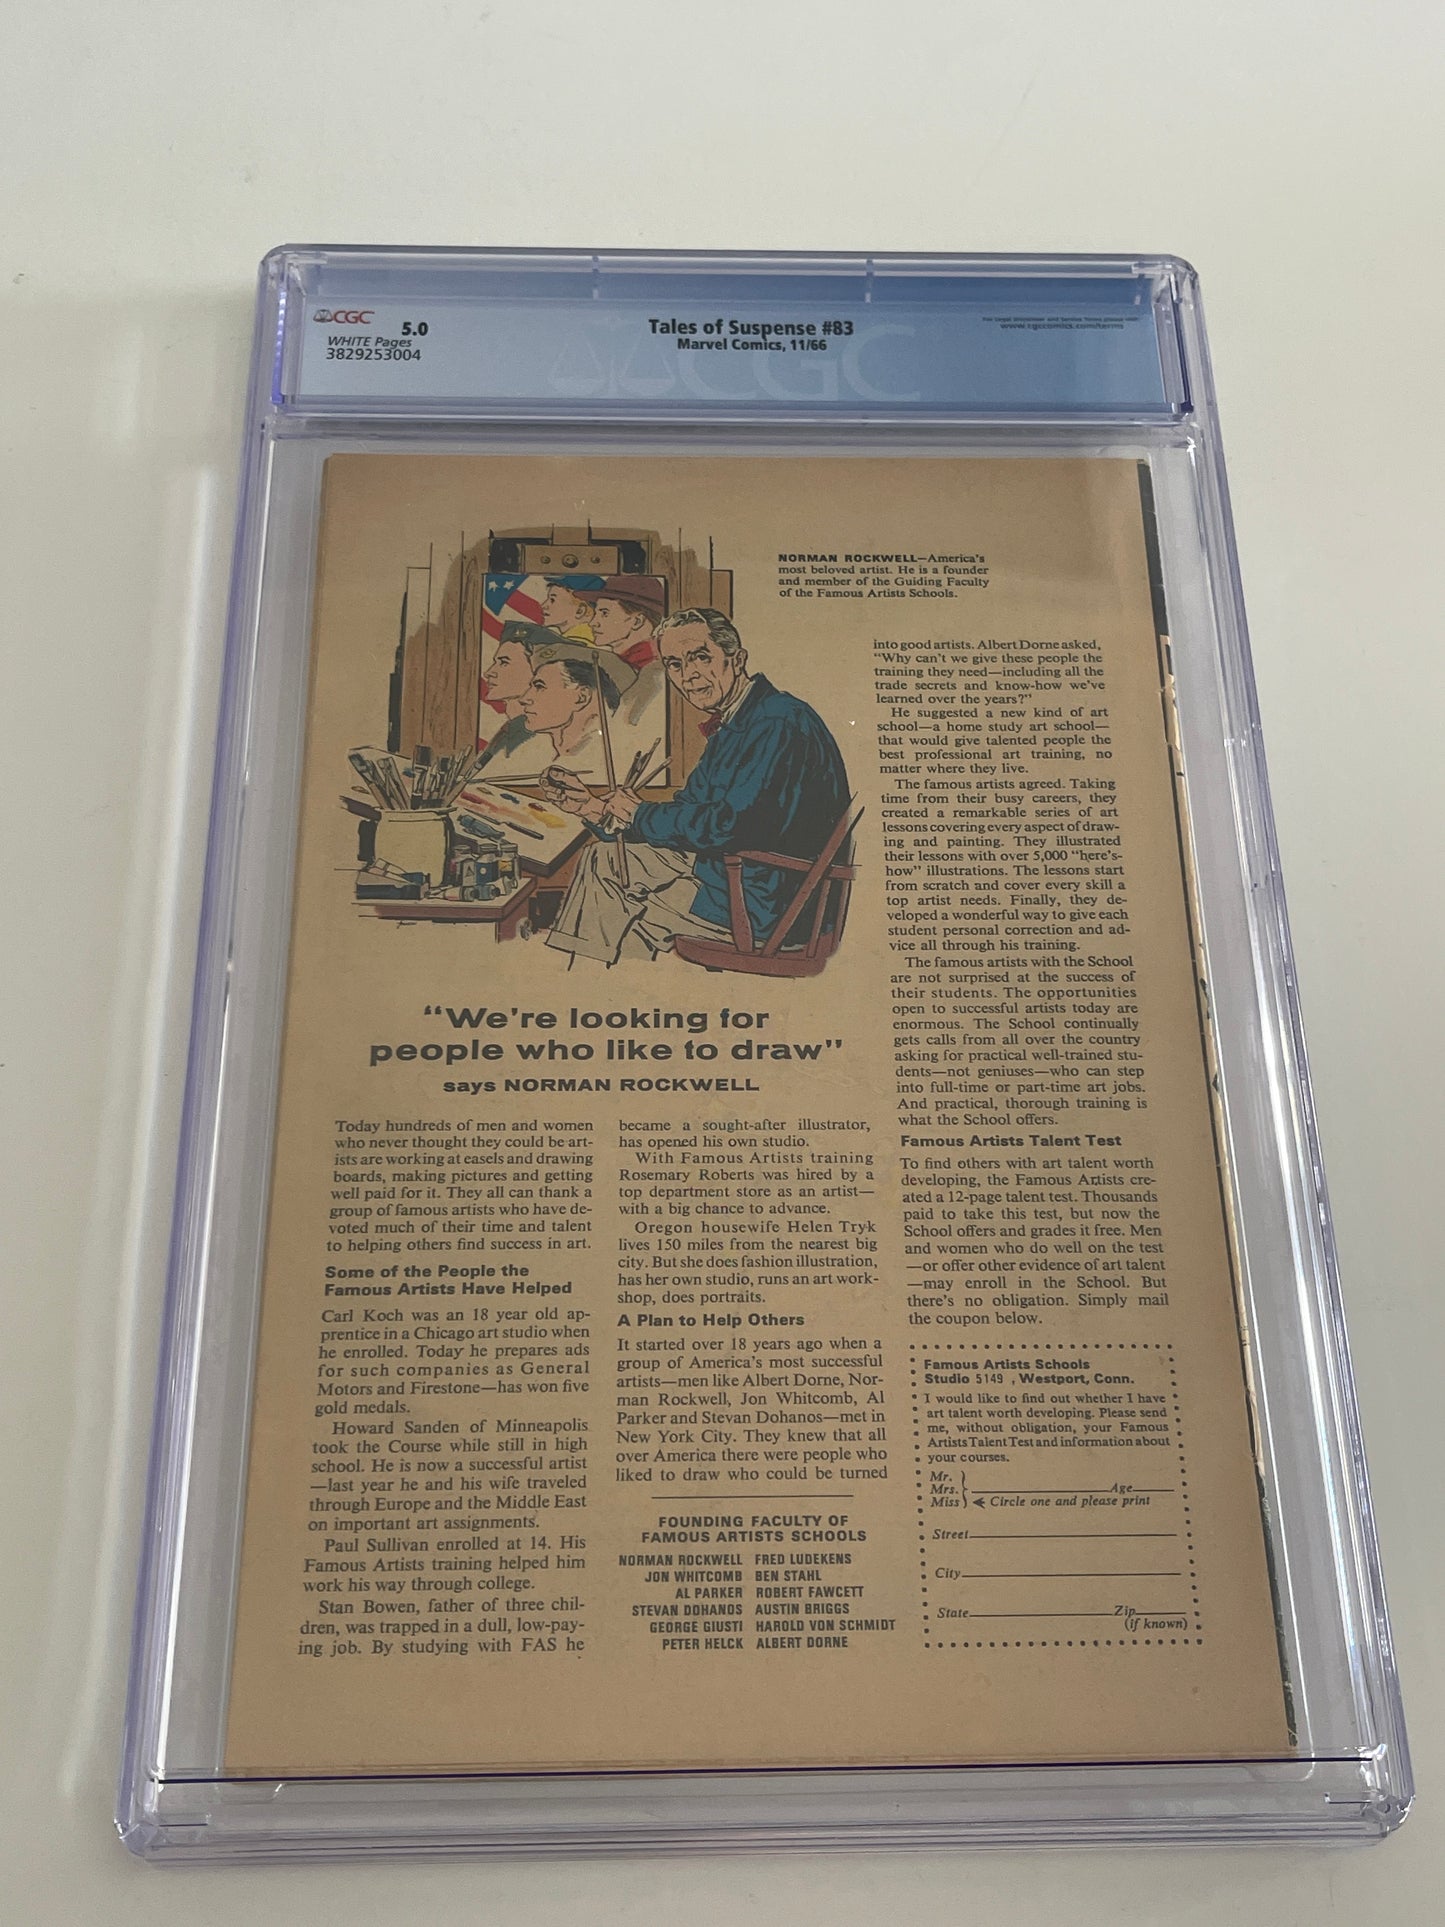 CGC 5.0
WHITE Pages
3829253004
Tales of Suspense #83
Marvel Comics, 11/66
For Legal Disclaimer and Service Terms please visit:
www.cgccomics.com/terms
CGC
NORMAN ROCKWELL—America's
most beloved artist. He is a founder
and member of the Guiding Faculty
of the Famous Artists Schools.
"We're looking for
people who like to draw"
says NORMAN ROCKWELL
Today hundreds of men and women
who never thought they could be art-
ists are working at easels and drawing
boards, making pictures and getting
well paid for it. They all can thank a
group of famous artists who have de-
voted much of their time and talent
to helping others find success in art.
Some of the People the
Famous Artists Have Helped
Carl Koch was an 18 year old ap-
prentice in a Chicago art studio when
he enrolled. Today he prepares ads
for such companies as General
Motors and Firestone—has won five
gold medals.
Howard Sanden of Minneapolis
took the Course while still in high
school. He is now a successful artist
—last year he and his wife traveled
through Europe and the Middle East
on important art assignments.
Paul Sullivan enrolled at 14. His
Famous Artists training helped him
work his way through college.
Stan Bowen, father of three chil-
dren, was trapped in a dull, low-pay-
ing job. By studying with FAS he
became a sought-after illustrator,
has opened his own studio.
With Famous Artists training
Rosemary Roberts was hired by a
top department store as an artist—
with a big chance to advance.
Oregon housewife Helen Tryk
lives 150 miles from the nearest big
city. But she does fashion illustration,
has her own studio, runs an art work-
shop, does portraits.
A Plan to Help Others
It started over 18 years ago when a
group of America's most successful
artists—men like Albert Dorne, Nor-
man Rockwell, Jon Whitcomb, Al
Parker and Stevan Dohanos—met in
New York City. They knew that all
over America there were people who
liked to draw who could be turned
into good artists. Albert Dorne asked,
"Why can't we give these people the
training they need—including all the
trade secrets and know-how we've
learned over the years?"
He suggested a new kind of art
school—a home study art school—
that would give talented people the
best professional art training, no
matter where they live.
The famous artists agreed. Taking
time from their busy careers, they
created a remarkable series of art
lessons covering every aspect of draw-
ing and painting. They illustrated
their lessons with over 5,000 "here's-
how" illustrations. The lessons start
from scratch and cover every skill a
top artist needs. Finally, they de-
veloped a wonderful way to give each
student personal correction and ad-
vice all through his training.
The famous artists with the School
are not surprised at the success of
their students. The opportunities
open to successful artists today are
enormous. The School continually
gets calls from all over the country
asking for practical well-trained stu-
dents—not geniuses—who can step
into full-time or part-time art jobs.
And practical, thorough training is
what the School offers.
Famous Artists Talent Test
To find others with art talent worth
developing, the Famous Artists cre-
ated a 12-page talent test. Thousands
paid to take this test, but now the
School offers and grades it free. Men
and women who do well on the test
—or offer other evidence of art talent
—may enroll in the School. But
there's no obligation. Simply mail
the coupon below.
FOUNDING FACULTY OF
FAMOUS ARTISTS SCHOOLS
NORMAN ROCKWELL FRED LUDEKENS
JON WHITCOMB BEN STAHL
AL PARKER ROBERT FAWCETT
STEVAN DOHANOS AUSTIN BRIGGS
GEORGE GIUSTI HAROLD VON SCHMIDT
PETER HELCK ALBERT DORNE
Famous Artists Schools
Studio 5149 , Westport, Conn.
I would like to find out whether I have
art talent worth developing. Please send
me, without obligation, your Famous
Artists Talent Test and information about
your courses.
Mr.
Mrs. Age
Miss Circle one and please print
Street
City
State Zip
(if known)